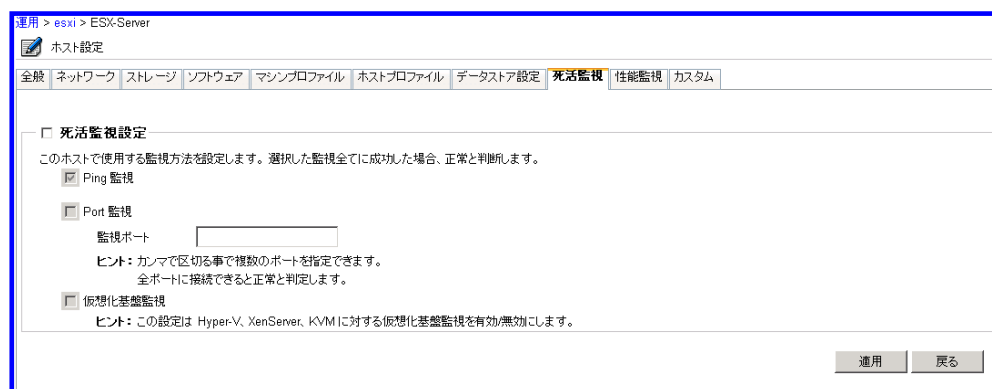 運用 > esxi > ESX-Server
ホスト設定
全般 ネットワーク ストレージ ソフトウェア マシンプロファイル ホストプロファイル データストア設定 死活監視 性能監視 カスタム
死活監視設定
このホストで使用する監視方法を設定します。選択した監視全てに成功した場合、正常と判断します。
Ping 監視
Port 監視
監視ポート
ヒント: カンマで区切る事で複数のポートを指定できます。
全ポートに接続できると正常と判定します。
仮想化基盤監視
ヒント: この設定は Hyper-V、XenServer、KVM に対する仮想化基盤監視を有効/無効にします。
適用 戻る